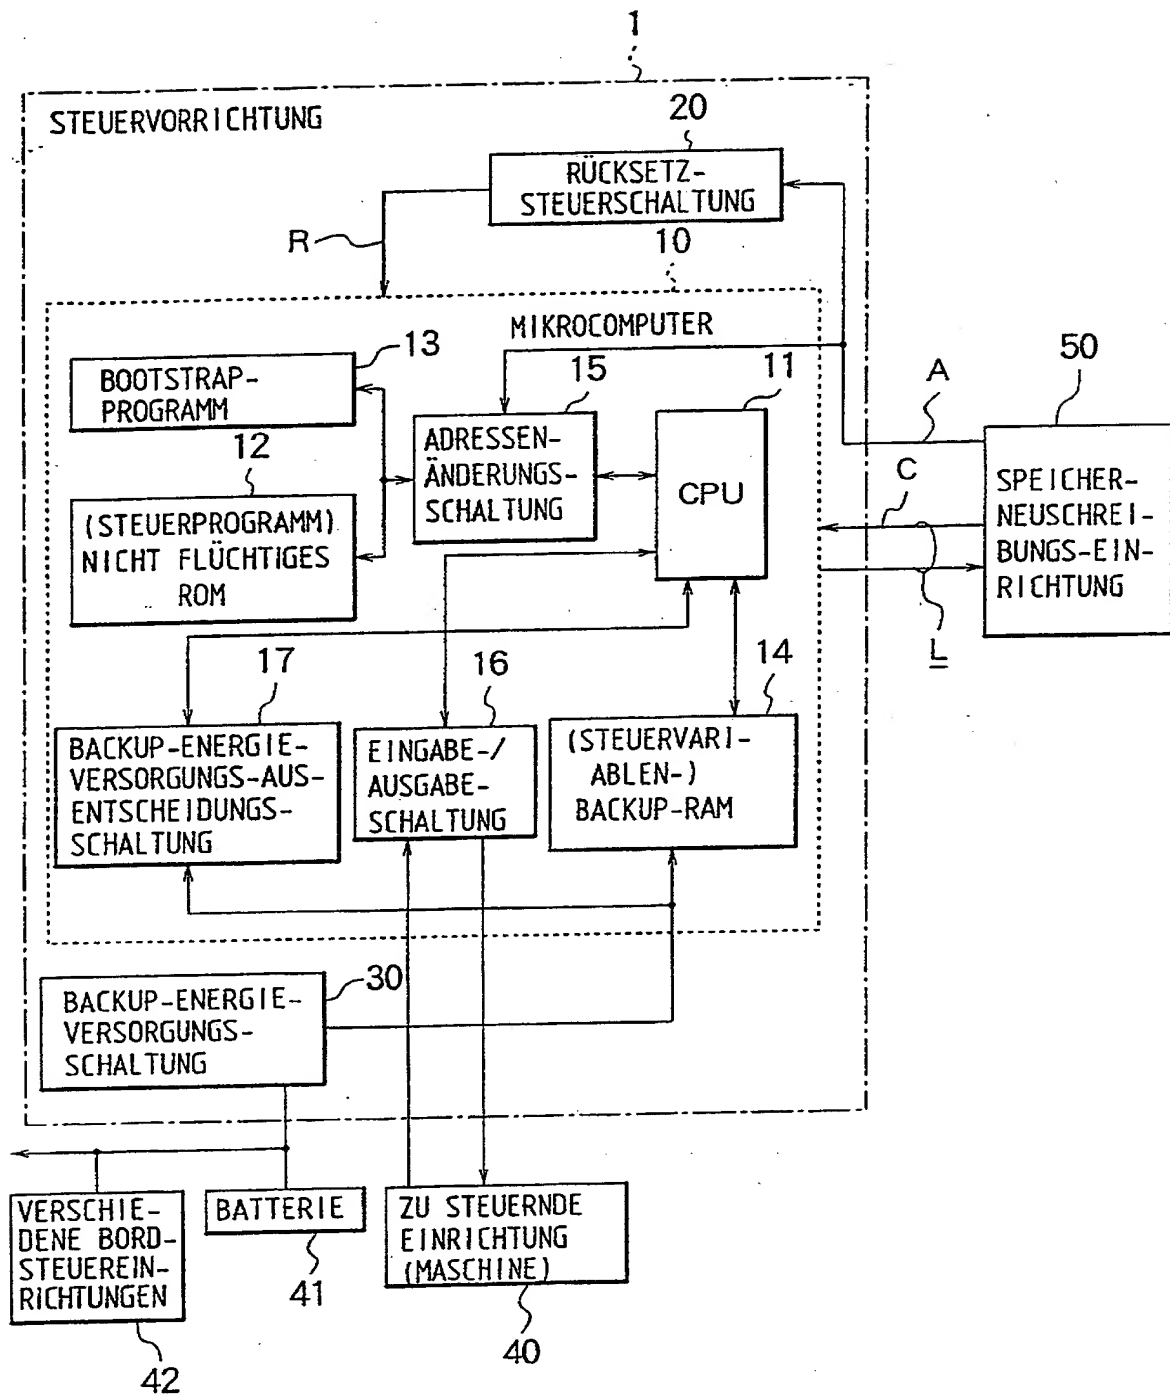 1
STEUERVORRICHTUNG
20
RÜCKSETZ-
STEUERSCHALTUNG
R
10
MIKROCOMPUTER
13
BOOTSTRAP-
PROGRAMM
15
11
50
A
12
ADRESSEN-
ÄNDERUNGS-
SCHALTUNG
CPU
C
SPEICHER-
NEUSCHREI-
BUNGS-EIN-
RICHTUNG
(STEUERPROGRAMM)
NICHT FLÜCHTIGES
ROM
L
17
16
14
BACKUP-ENERGIE-
VERSORGUNGS-AUS-
ENTSCHEIDUNGS-
SCHALTUNG
EINGABE-/
AUSGABE-
SCHALTUNG
(STEUERVARI-
ABLEN-)
BACKUP-RAM
30
BACKUP-ENERGIE-
VERSORGUNGS-
SCHALTUNG
VERSCHIE-
DENE BORD-
STEUEREIN-
RICHTUNGEN
BATTERIE
ZU STEUERNDE
EINRICHTUNG
(MASCHINE)
41
40
42